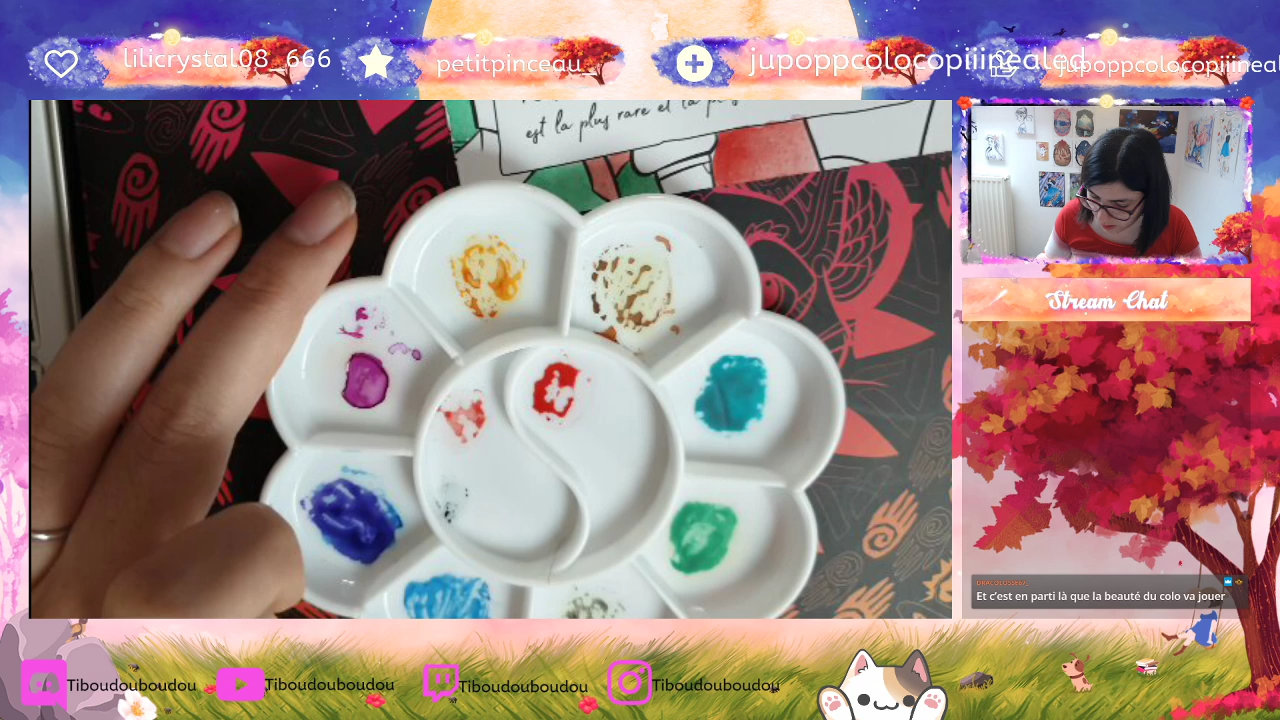 lilicrystal08_666
petitpinceau
jupoppcolocopiiinealed
jupoppcolocopiiineal
est la plus rare et la
Stream Chat
Et c'est en parti là que la beauté du colo va jouer
Tiboudouboudou
Tiboudouboudou
Tiboudouboudou
Tiboudouboudou